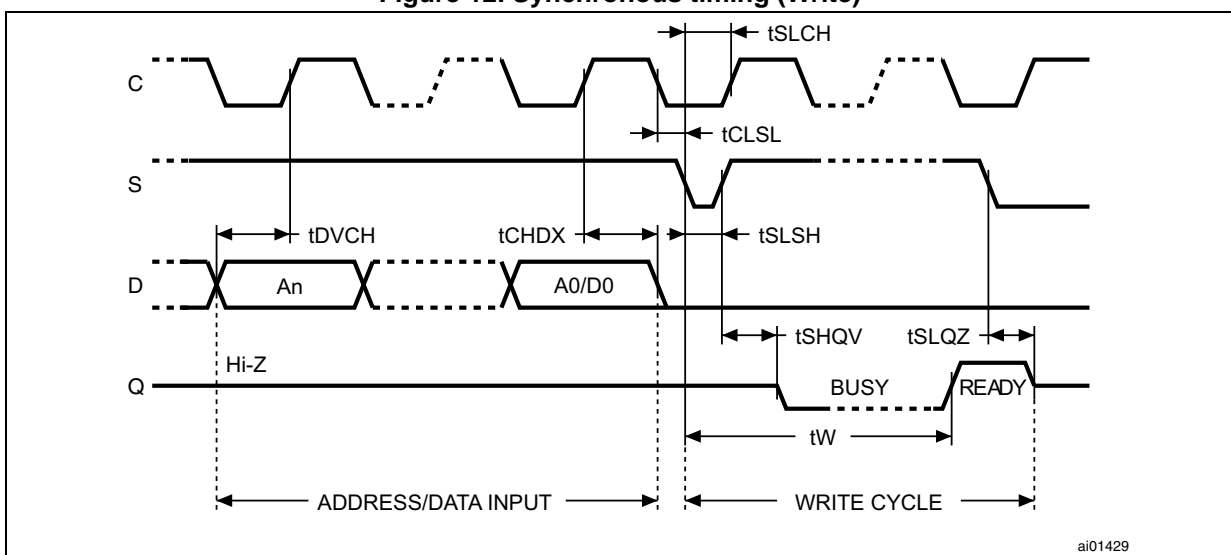 Figure 12. Synchronous timing (Write)
tSLCH
C
tCLSL
S
tDVCH
tCHDX
tSLSH
D
An
A0/D0
tSHQV
tSLQZ
Hi-Z
Q
BUSY
READY
tW
ADDRESS/DATA INPUT
WRITE CYCLE
ai01429